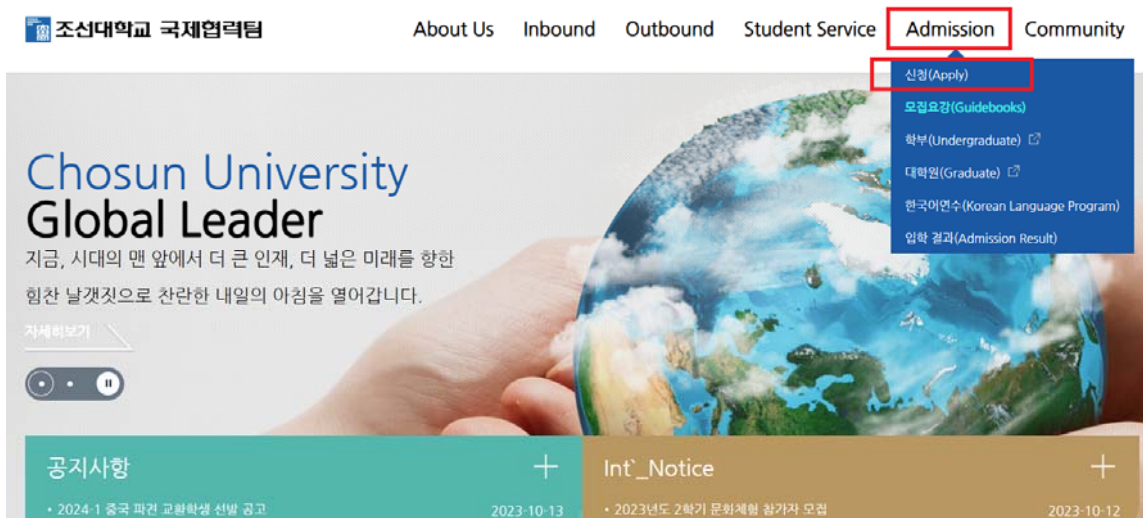 조선대학교 국제협력팀
About Us Inbound Outbound Student Service Admission Community
신청(Apply)
모집요강(Guidebooks)
학부(Undergraduate)
대학원(Graduate)
한국어연수(Korean Language Program)
입학 결과(Admission Result)
Chosun University
Global Leader
지금, 시대의 맨 앞에서 더 큰 인재, 더 넓은 미래를 향한
힘찬 날갯짓으로 찬란한 내일의 아침을 열어갑니다.
자세히보기
공지사항
• 2024-1 중국 파견 교환학생 선발 공고 2023-10-13
Int`_Notice
• 2023년도 2학기 문화체험 참가자 모집 2023-10-12